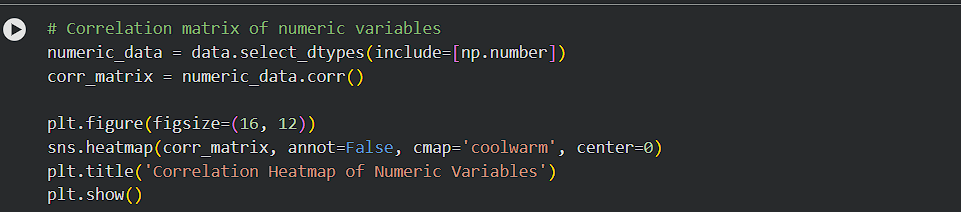 # Correlation matrix of numeric variables
numeric_data = data.select_dtypes(include=[np.number])
corr_matrix = numeric_data.corr()
plt.figure(figsize=(16, 12))
sns.heatmap(corr_matrix, annot=False, cmap='coolwarm', center=0)
plt.title('Correlation Heatmap of Numeric Variables')
plt.show()